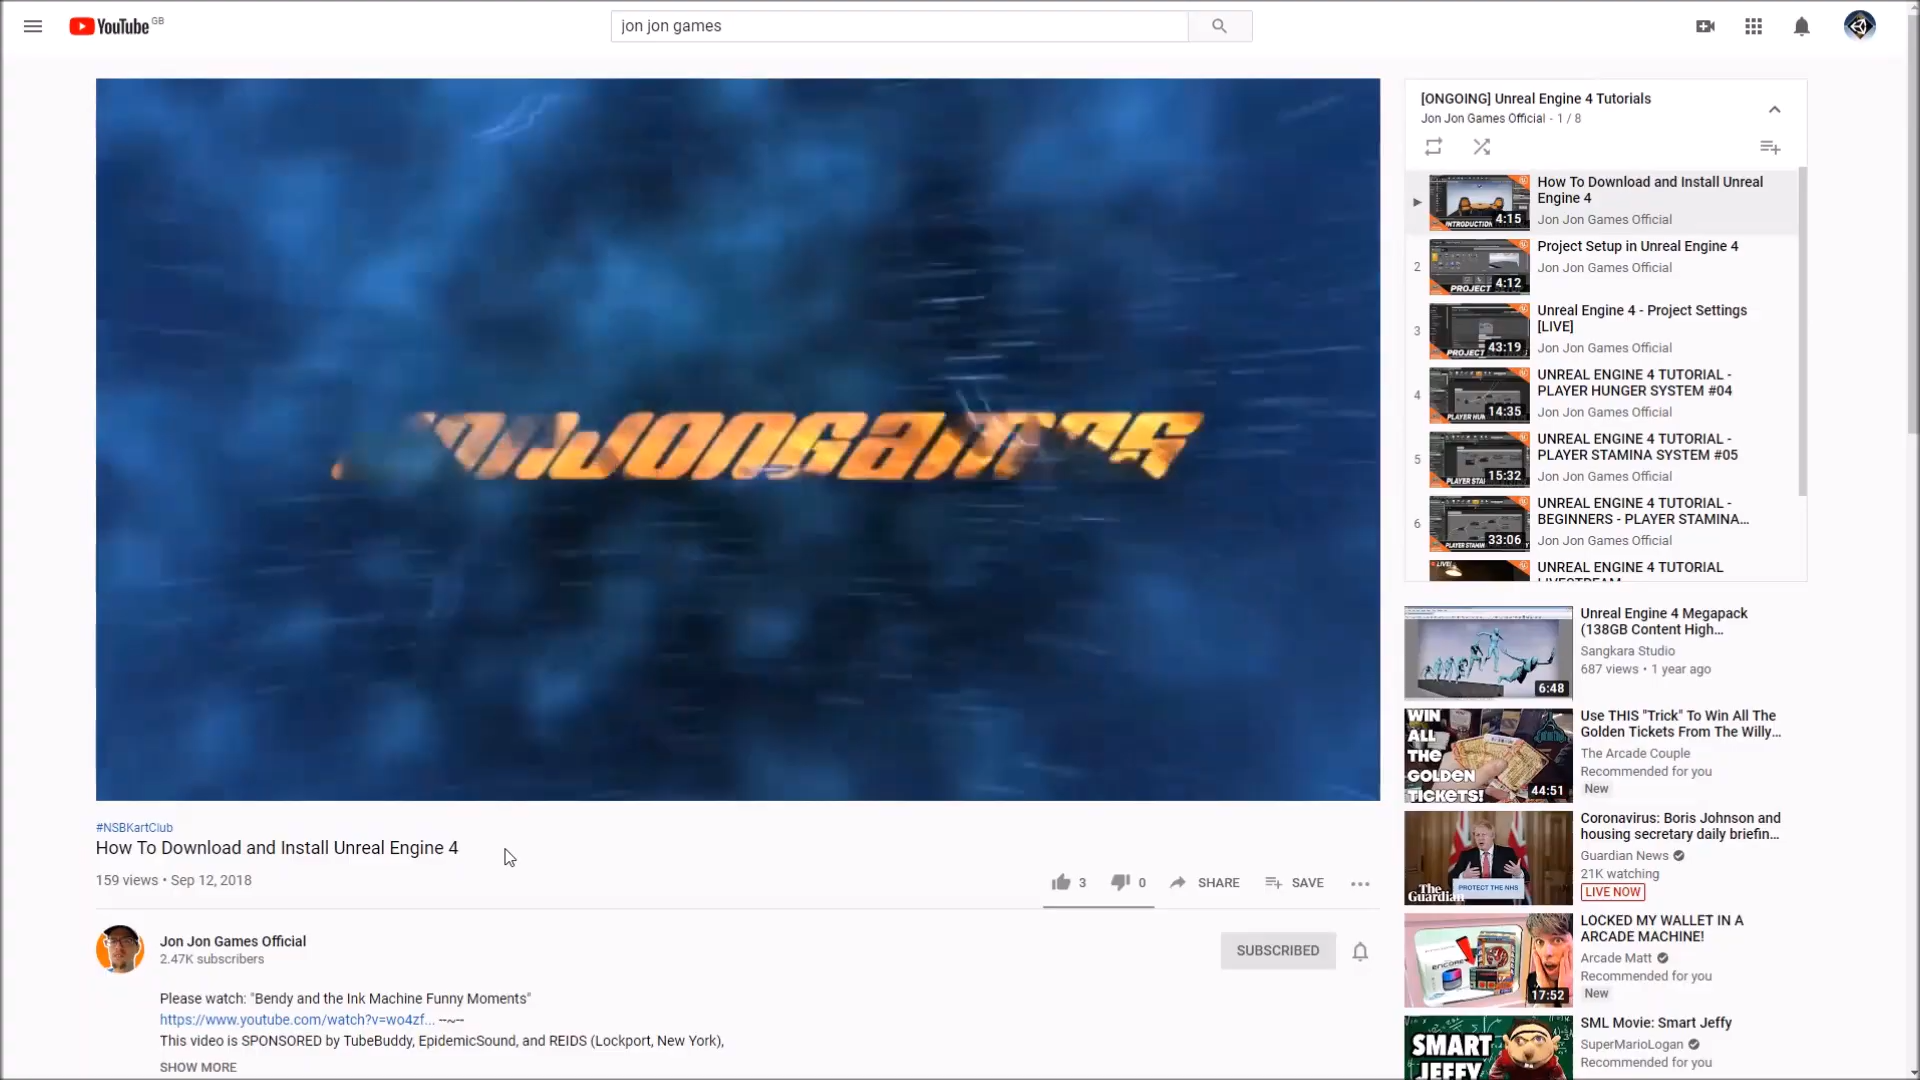 YouTube GB
jon jon games
JONJONGAMES
#NSBKartClub
How To Download and Install Unreal Engine 4
159 views • Sep 12, 2018
3
0
SHARE
SAVE
Jon Jon Games Official
2.47K subscribers
SUBSCRIBED
Please watch: "Bendy and the Ink Machine Funny Moments"
https://www.youtube.com/watch?v=wo4zf... --~--
This video is SPONSORED by TubeBuddy, EpidemicSound, and REIDS (Lockport, New York),
SHOW MORE
[ONGOING] Unreal Engine 4 Tutorials
Jon Jon Games Official - 1 / 8
INTRODUCTION
4:15
How To Download and Install Unreal
Engine 4
Jon Jon Games Official
2
PROJECT
4:12
Project Setup in Unreal Engine 4
Jon Jon Games Official
3
PROJECT
43:19
Unreal Engine 4 - Project Settings
[LIVE]
Jon Jon Games Official
4
PLAYER HUN
14:35
UNREAL ENGINE 4 TUTORIAL -
PLAYER HUNGER SYSTEM #04
Jon Jon Games Official
5
PLAYER STA
15:32
UNREAL ENGINE 4 TUTORIAL -
PLAYER STAMINA SYSTEM #05
Jon Jon Games Official
6
PLAYER STAMIN
33:06
UNREAL ENGINE 4 TUTORIAL -
BEGINNERS - PLAYER STAMINA...
Jon Jon Games Official
LIVE!
UNREAL ENGINE 4 TUTORIAL
LIVESTREAM
6:48
Unreal Engine 4 Megapack
(138GB Content High...
Sangkara Studio
687 views • 1 year ago
WIN
ALL
THE
GOLDEN
TICKETS!
44:51
Use THIS "Trick" To Win All The
Golden Tickets From The Willy...
The Arcade Couple
Recommended for you
New
The
Guardian
PROTECT THE NHS
Coronavirus: Boris Johnson and
housing secretary daily briefin...
Guardian News
21K watching
LIVE NOW
ENCORE
17:52
LOCKED MY WALLET IN A
ARCADE MACHINE!
Arcade Matt
Recommended for you
New
SMART
JEFFY
SML Movie: Smart Jeffy
SuperMarioLogan
Recommended for you